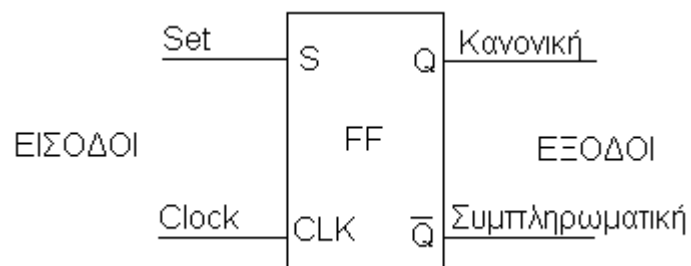 Set
S
Q
Κανονική
ΕΙΣΟΔΟΙ
FF
ΕΞΟΔΟΙ
Clock
CLK
Q̅
Συμπληρωματική